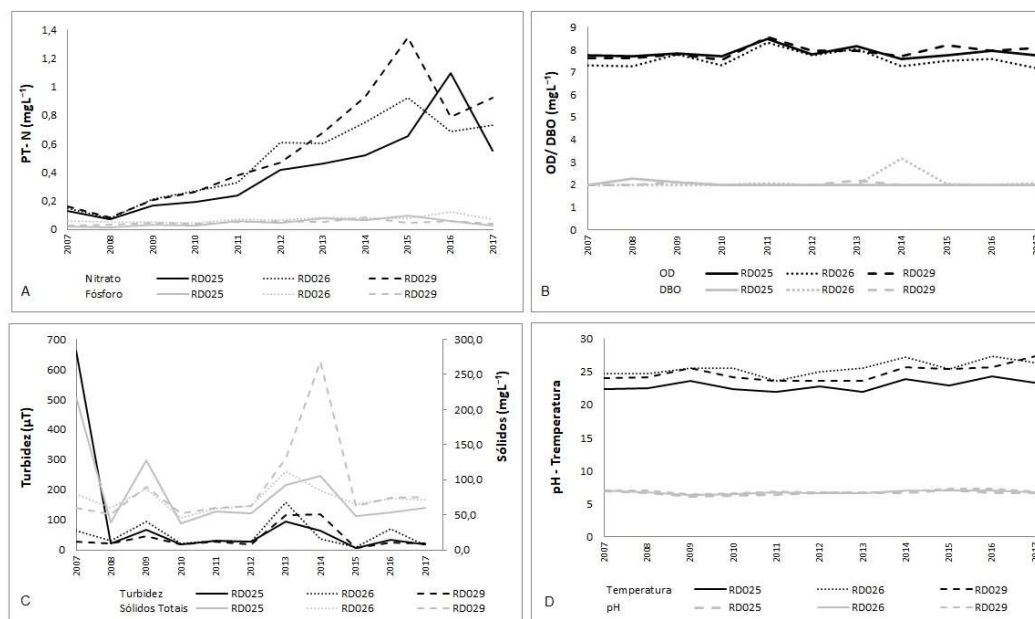 1,4
1,2
1
0,8
0,6
0,4
0,2
0
PT- N (mgL⁻¹)
2007 2008 2009 2010 2011 2012 2013 2014 2015 2016 2017
Nitrato RD025 RD026 RD029
Fósforo RD025 RD026 RD029
A
9
8
7
6
5
4
3
2
1
0
OD/ DBO (mgL⁻¹)
2007 2008 2009 2010 2011 2012 2013 2014 2015 2016 2017
OD RD025 RD026 RD029
DBO RD025 RD026 RD029
B
700
600
500
400
300
200
100
0
Turbidez (µT)
300,0
250,0
200,0
150,0
100,0
50,0
0,0
Sólidos (mgL⁻¹)
2007 2008 2009 2010 2011 2012 2013 2014 2015 2016 2017
Turbidez RD025 RD026 RD029
Sólidos Totais RD025 RD026 RD029
C
30
25
20
15
10
5
0
pH - Tremperatura
2007 2008 2009 2010 2011 2012 2013 2014 2015 2016 2017
Temperatura RD025 RD026 RD029
pH RD025 RD026 RD029
D